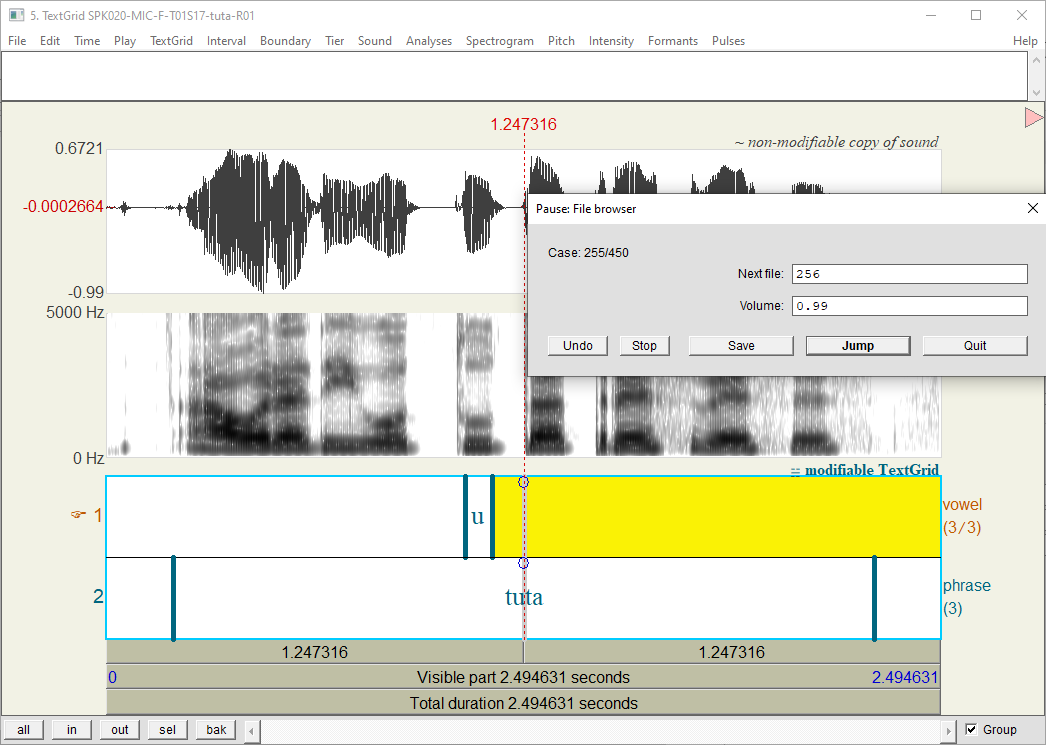 5. TextGrid SPK020-MIC-F-T01S17-tuta-R01
File Edit Time Play TextGrid Interval Boundary Tier Sound Analyses Spectrogram Pitch Intensity Formants Pulses Help
1.247316
~ non-modifiable copy of sound
0.6721
-0.0002664
-0.99
5000 Hz
0 Hz
Pause: File browser
Case: 255/450
Next file: 256
Volume: 0.99
Undo Stop Save Jump Quit
modifiable TextGrid
1 u vowel
(3/3)
2 tuta phrase
(3)
1.247316 1.247316
0 Visible part 2.494631 seconds 2.494631
Total duration 2.494631 seconds
all in out sel bak Group